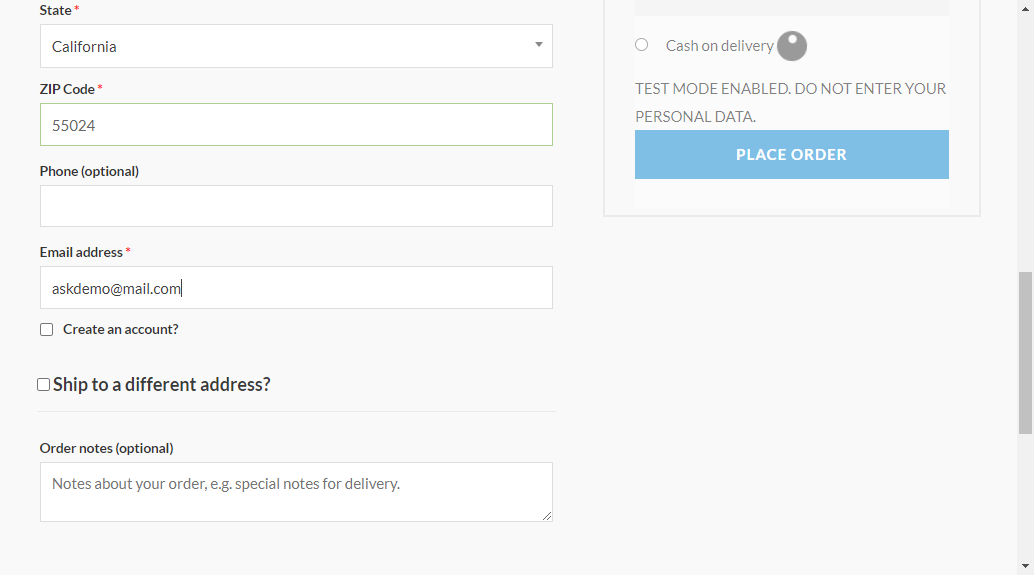 State *
California
ZIP Code *
55024
Phone (optional)
Email address *
askdemo@mail.com
Create an account?
Ship to a different address?
Order notes (optional)
Notes about your order, e.g. special notes for delivery.
Cash on delivery
TEST MODE ENABLED. DO NOT ENTER YOUR
PERSONAL DATA.
PLACE ORDER